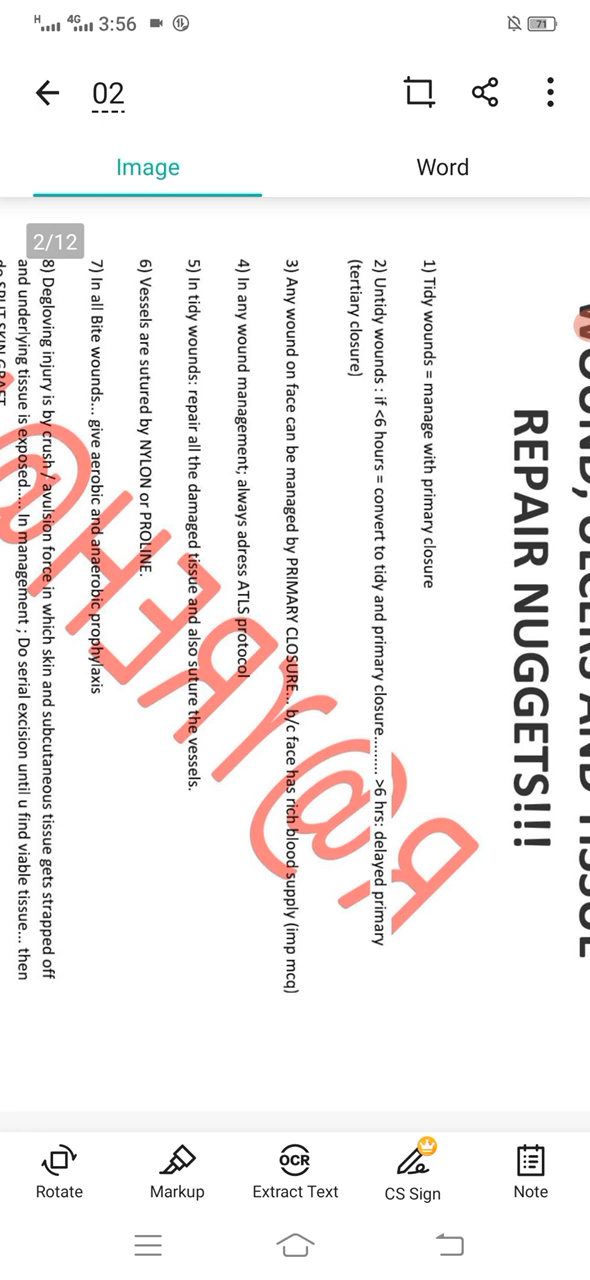 3:56
71
02
Image
Word
2/12
REPAIR NUGGETS!!!
1) Tidy wounds = manage with primary closure
2) Untidy wounds : if <6 hours = convert to tidy and primary closure......... >6 hrs: delayed primary
(tertiary closure)
3) Any wound on face can be managed by PRIMARY CLOSURE... b/c face has rich blood supply (imp mcq)
4) In any wound management; always adress ATLS protocol
5) In tidy wounds: repair all the damaged tissue and also suture the vessels.
6) Vessels are sutured by NYLON or PROLINE.
7) In all Bite wounds... give aerobic and anaerobic prophylaxis
8) Degloving injury is by crush / avulsion force in which skin and subcutaneous tissue gets strapped off
and underlying tissue is exposed..... In management ; Do serial excision until u find viable tissue... then
Rotate
Markup
OCR
Extract Text
CS Sign
Note